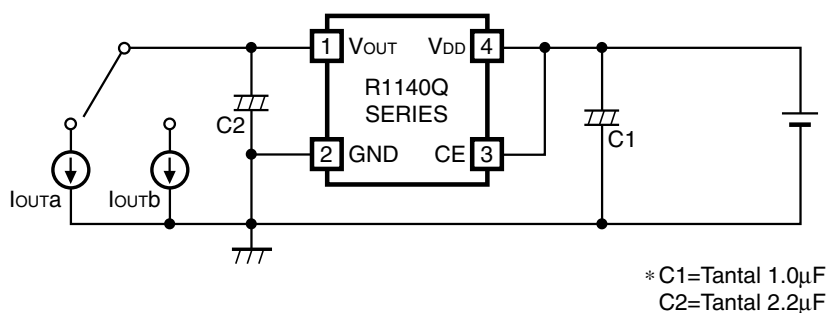 1 VOUT VDD 4
R1140Q
SERIES
C2
C1
2 GND CE 3
IOUTa IOUTb
*C1=Tantal 1.0μF
C2=Tantal 2.2μF